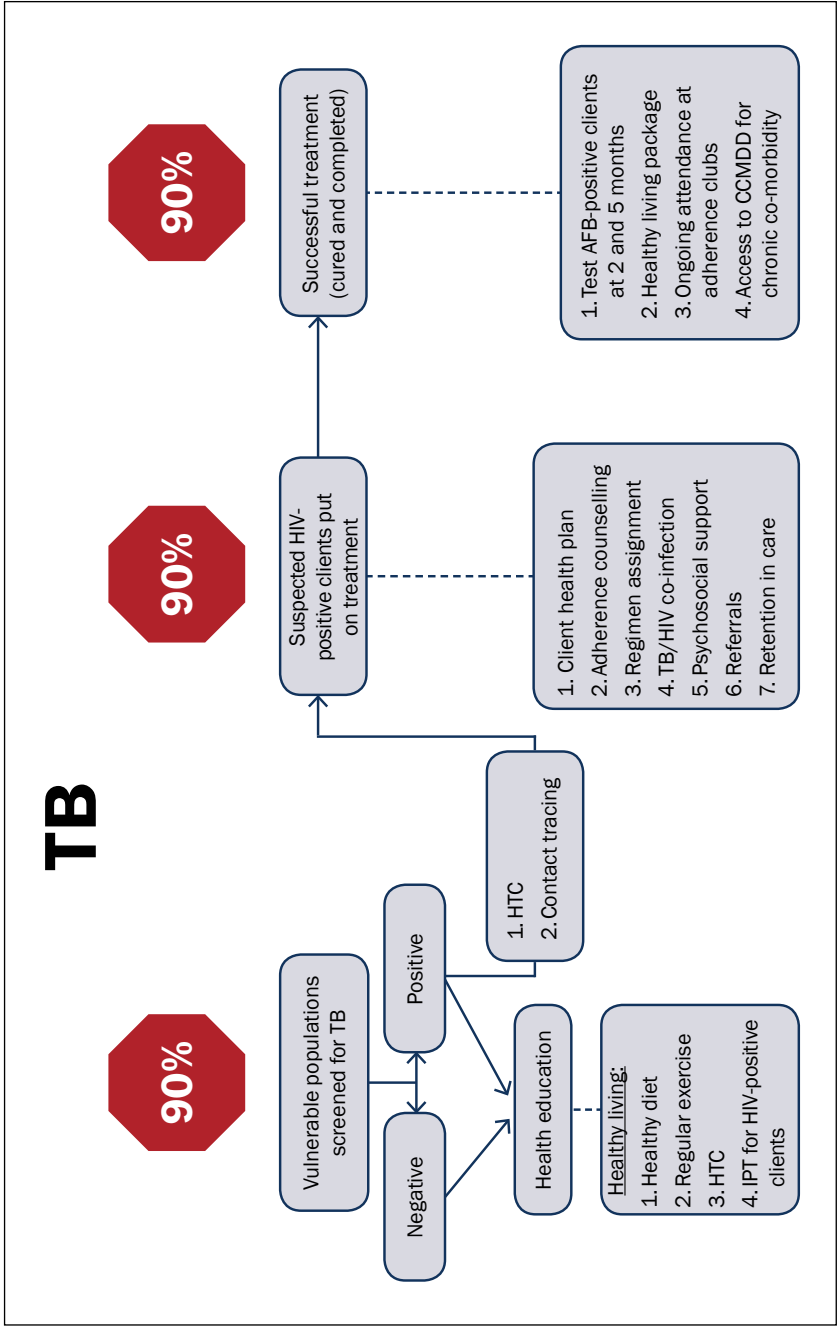 TB
90%
Vulnerable populations
screened for TB
Negative
Positive
Health education
Healthy living:
1. Healthy diet
2. Regular exercise
3. HTC
4. IPT for HIV-positive
clients
1. HTC
2. Contact tracing
90%
Suspected HIV-
positive clients put
on treatment
1. Client health plan
2. Adherence counselling
3. Regimen assignment
4. TB/HIV co-infection
5. Psychosocial support
6. Referrals
7. Retention in care
90%
Successful treatment
(cured and completed)
1. Test AFB-positive clients
at 2 and 5 months
2. Healthy living package
3. Ongoing attendance at
adherence clubs
4. Access to CCMDD for
chronic co-morbidity